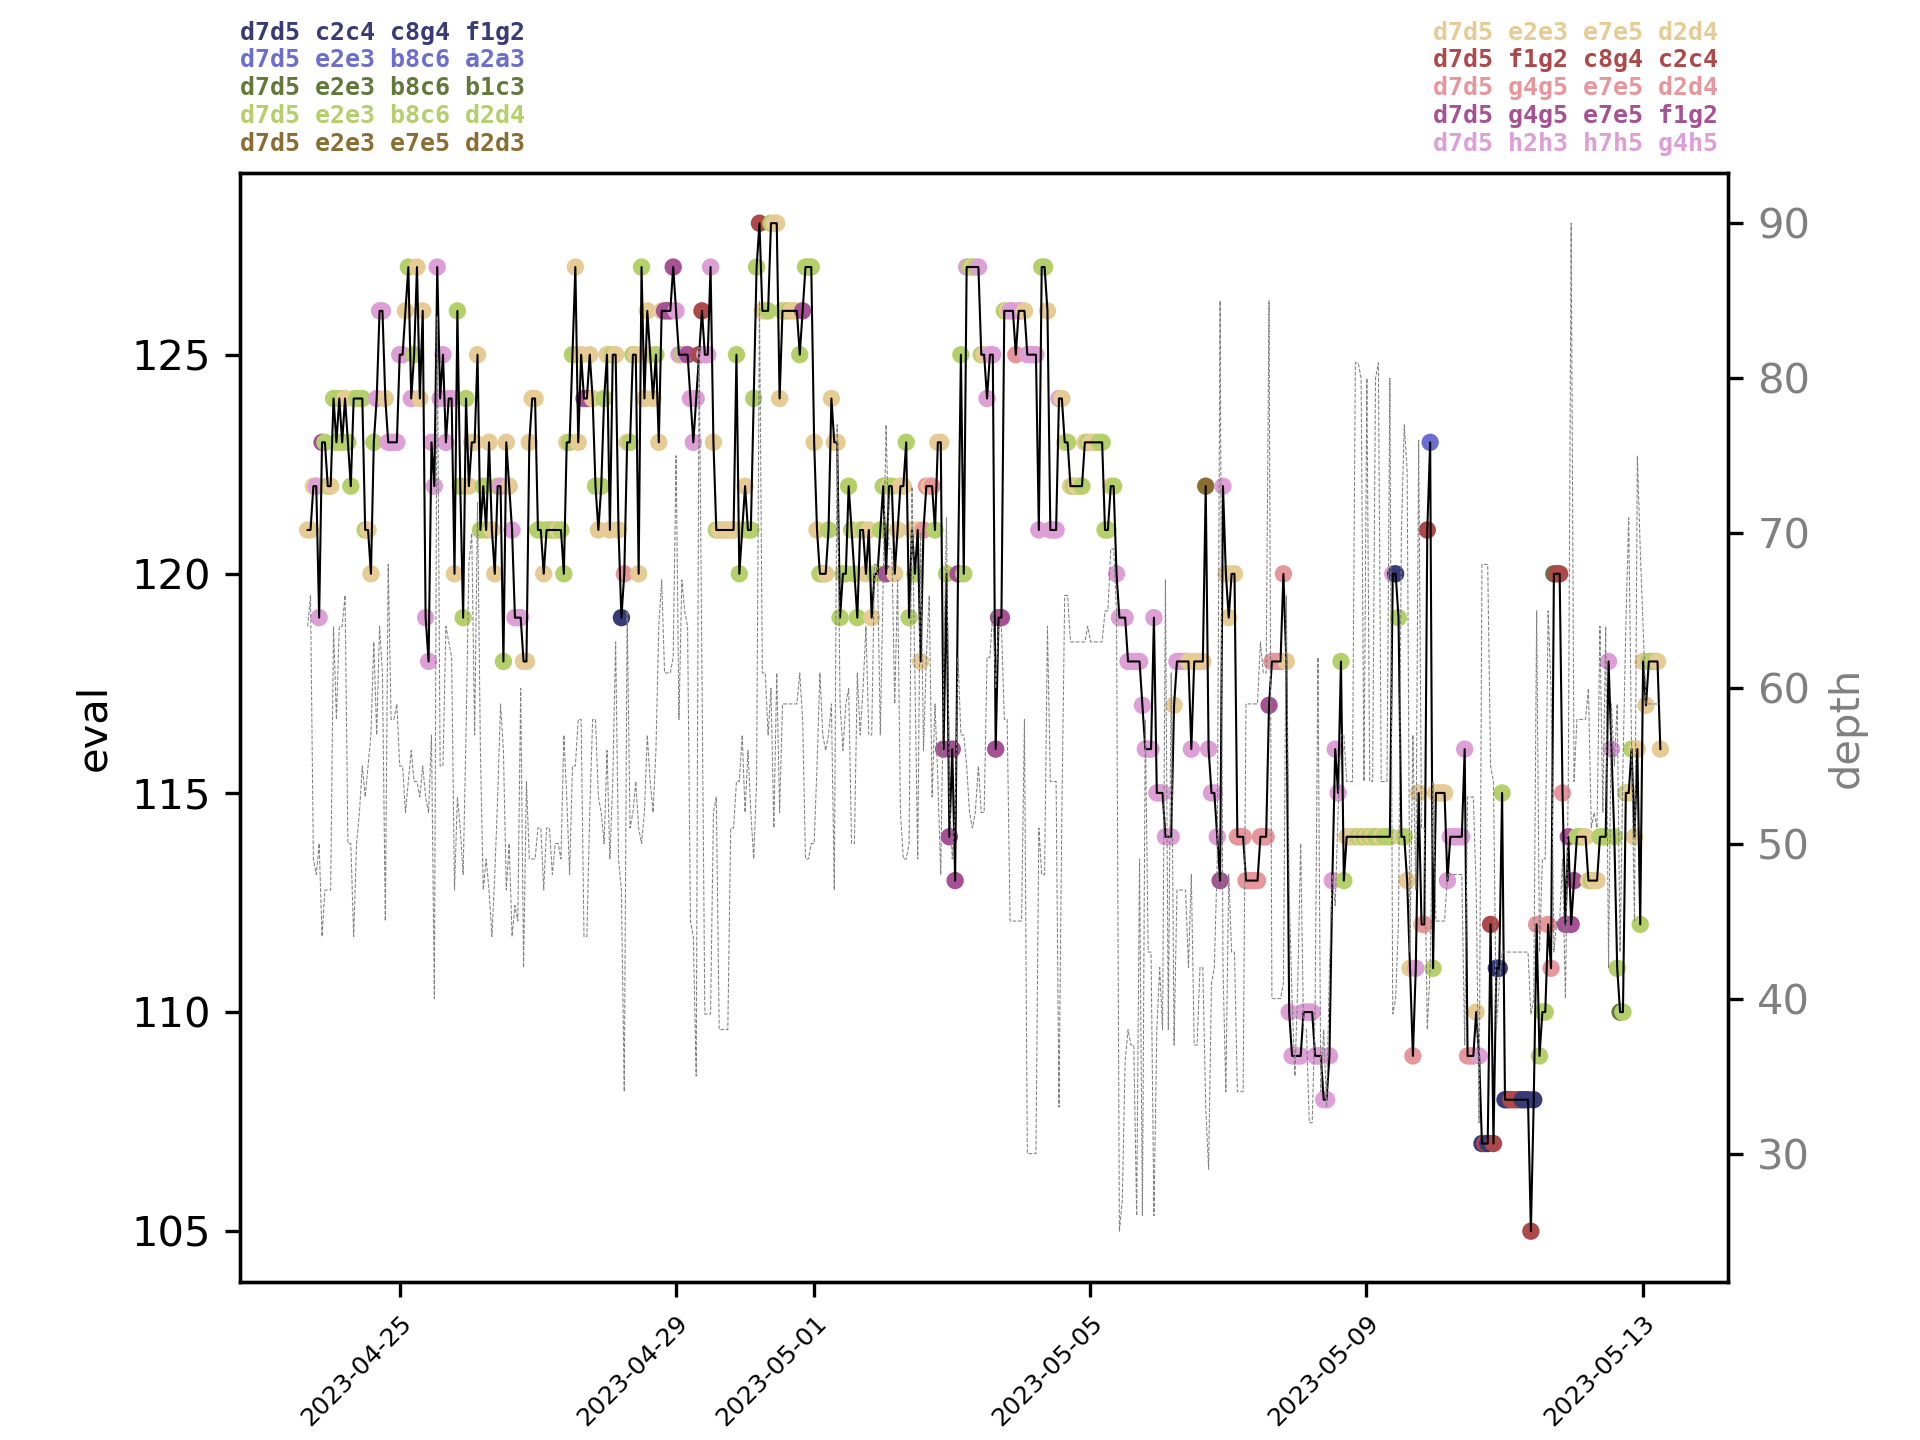 d7d5 c2c4 c8g4 f1g2
d7d5 e2e3 b8c6 a2a3
d7d5 e2e3 b8c6 b1c3
d7d5 e2e3 b8c6 d2d4
d7d5 e2e3 e7e5 d2d3
d7d5 e2e3 e7e5 d2d4
d7d5 f1g2 c8g4 c2c4
d7d5 g4g5 e7e5 d2d4
d7d5 g4g5 e7e5 f1g2
d7d5 h2h3 h7h5 g4h5
125
120
115
110
105
eval
90
80
70
60
50
40
30
depth
2023-04-25
2023-04-29
2023-05-01
2023-05-05
2023-05-09
2023-05-13